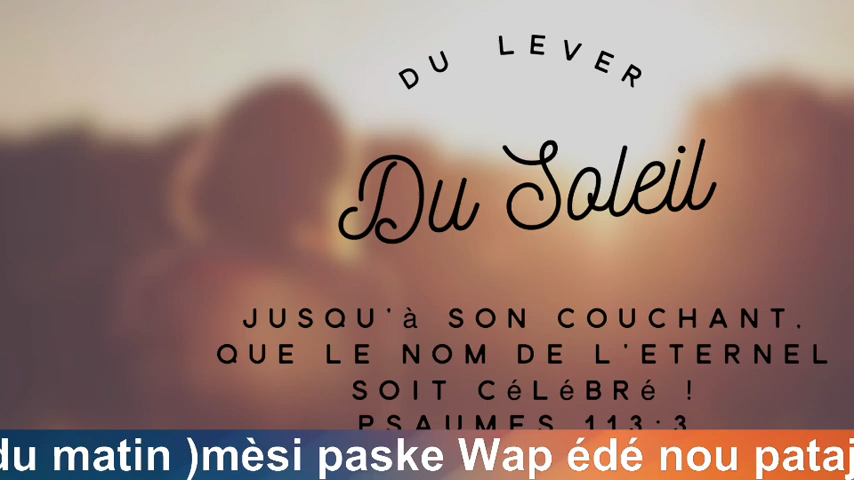 DU LEVER
Du Soleil
JUSQU'à SON COUCHANT,
QUE LE NOM DE L'ETERNEL
SOIT CéLéBRé !
PSAUMES 113:3
du matin )mèsi paske Wap édé nou pataj